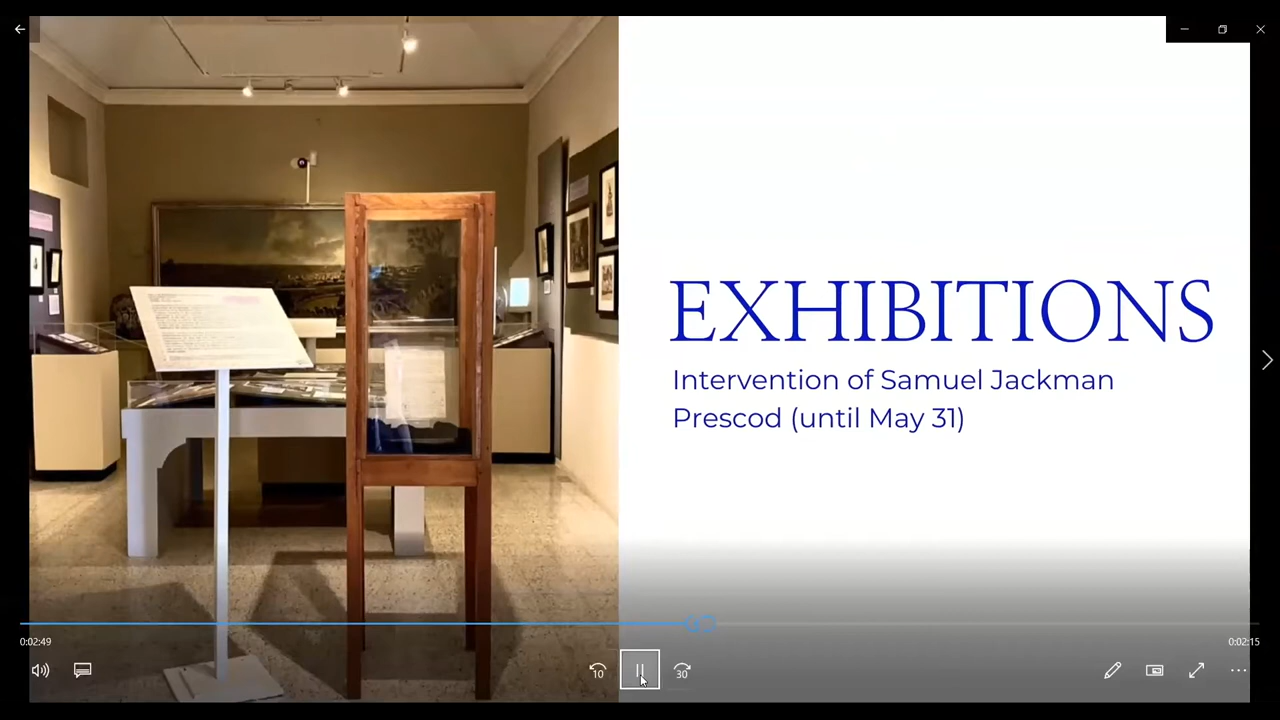 EXHIBITIONS
Intervention of Samuel Jackman
Prescod (until May 31)
0:02:49
0:02:15
10
30